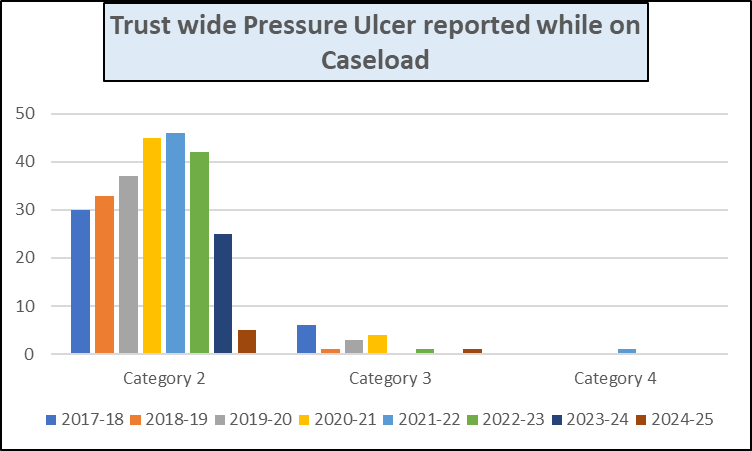 Trust wide Pressure Ulcer reported while on
Caseload
50
40
30
20
10
0
Category 2
Category 3
Category 4
2017-18
2018-19
2019-20
2020-21
2021-22
2022-23
2023-24
2024-25